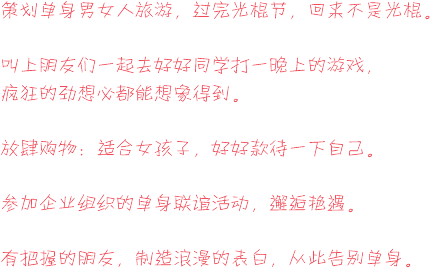 策划单身男女人旅游，过完光棍节，回来不是光棍。
叫上朋友们一起去好好同学打一晚上的游戏，
疯狂的劲想必都能想象得到。
放肆购物：适合女孩子，好好款待一下自己。
参加企业组织的单身联谊活动，邂逅艳遇。
有把握的朋友，制造浪漫的表白，从此告别单身。